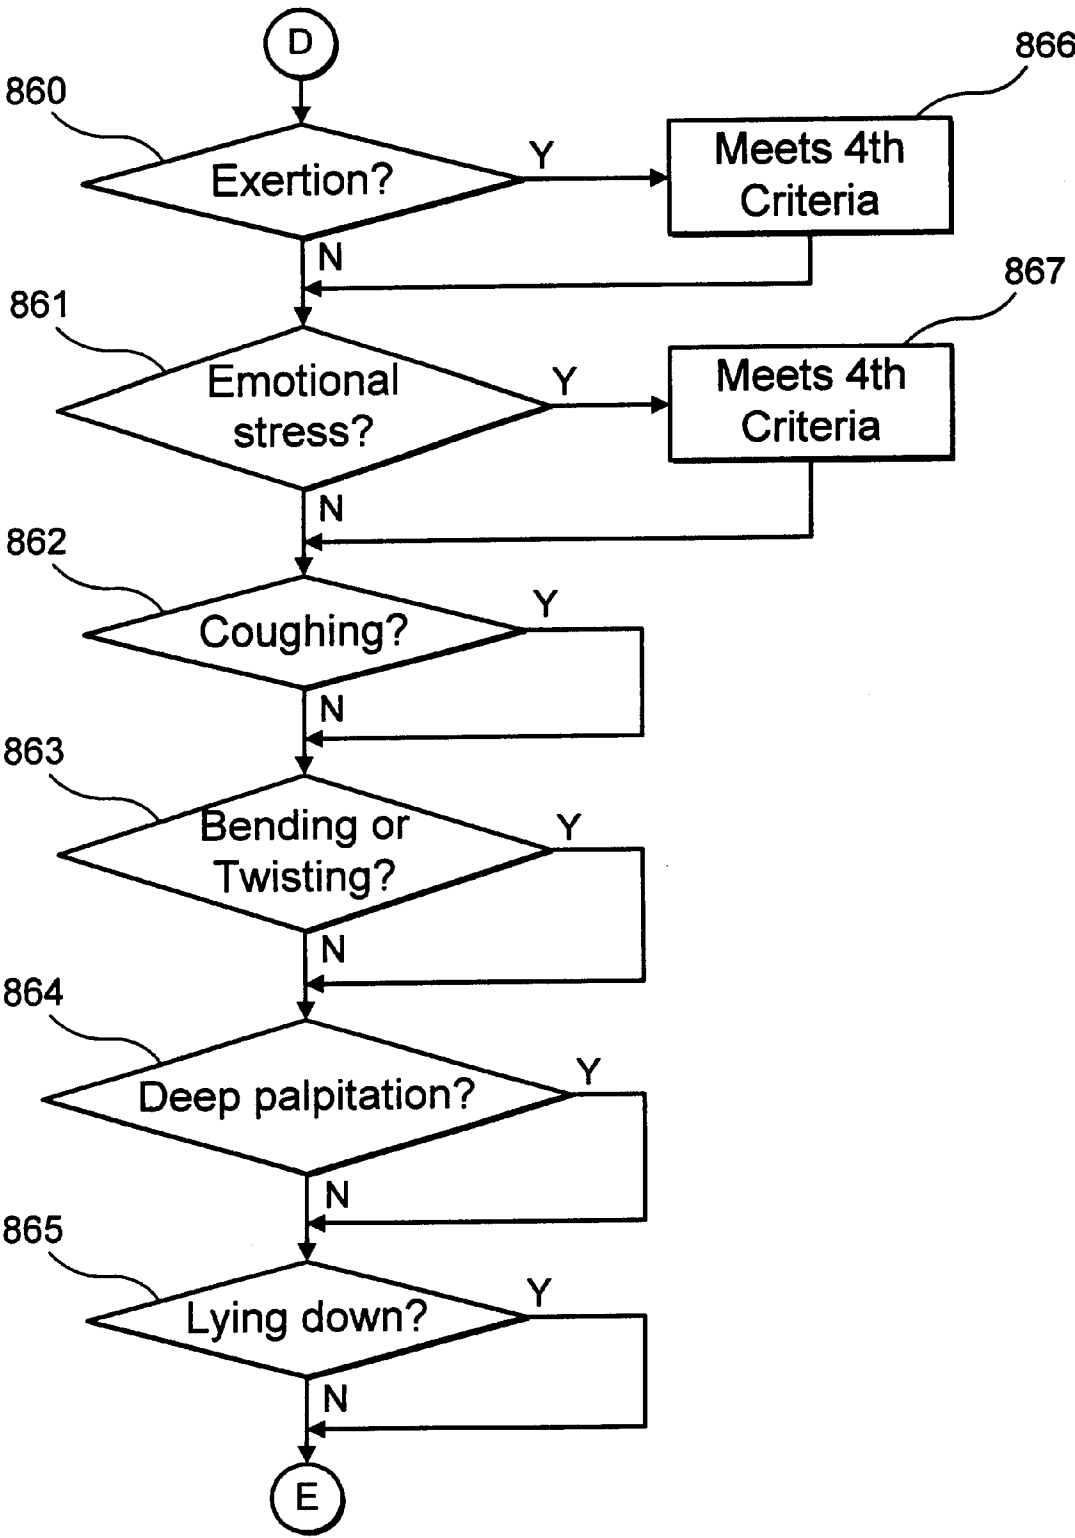 D
860
866
Exertion?
Y
Meets 4th
Criteria
N
861
867
Emotional
stress?
Y
Meets 4th
Criteria
N
862
Coughing?
Y
N
863
Bending or
Twisting?
Y
N
864
Deep palpitation?
Y
N
865
Lying down?
Y
N
E